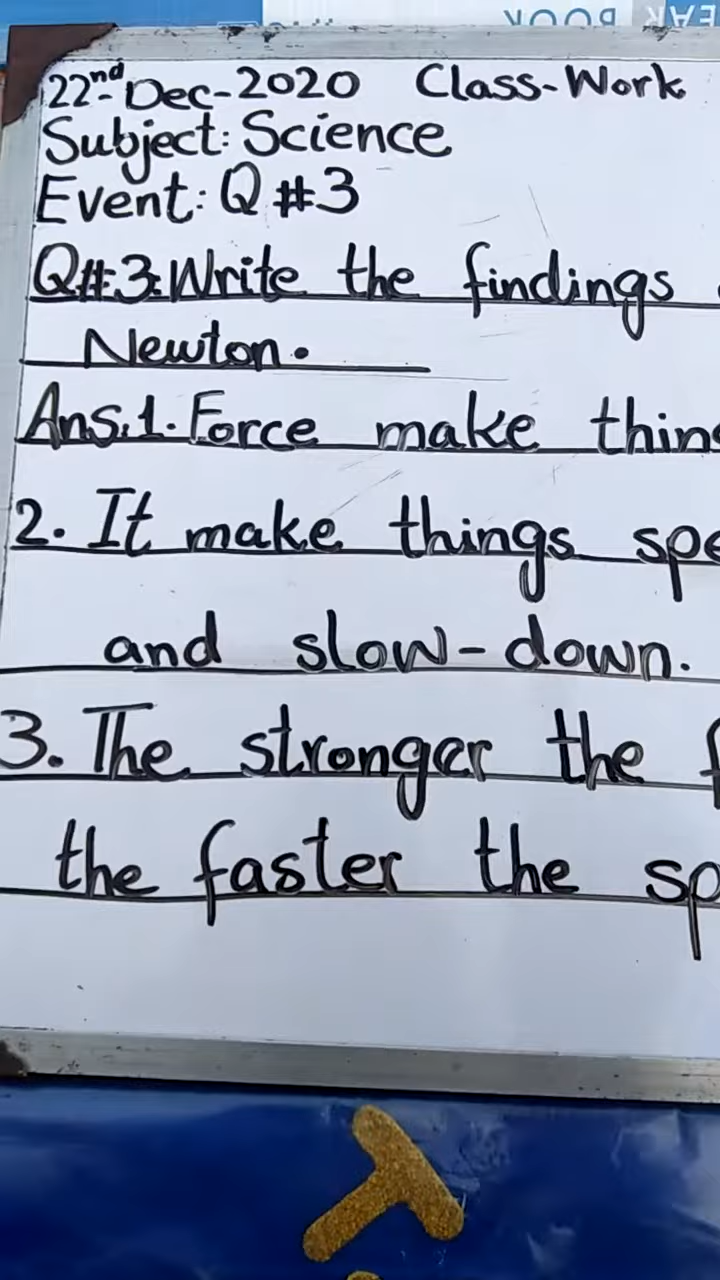 22nd Dec-2020 Class-Work
Subject: Science
Event: Q #3
Q#3: Write the findings
Newton.
Ans: 1. Force make
2. It make things
and slow-down.
3. The stronger the
the faster the